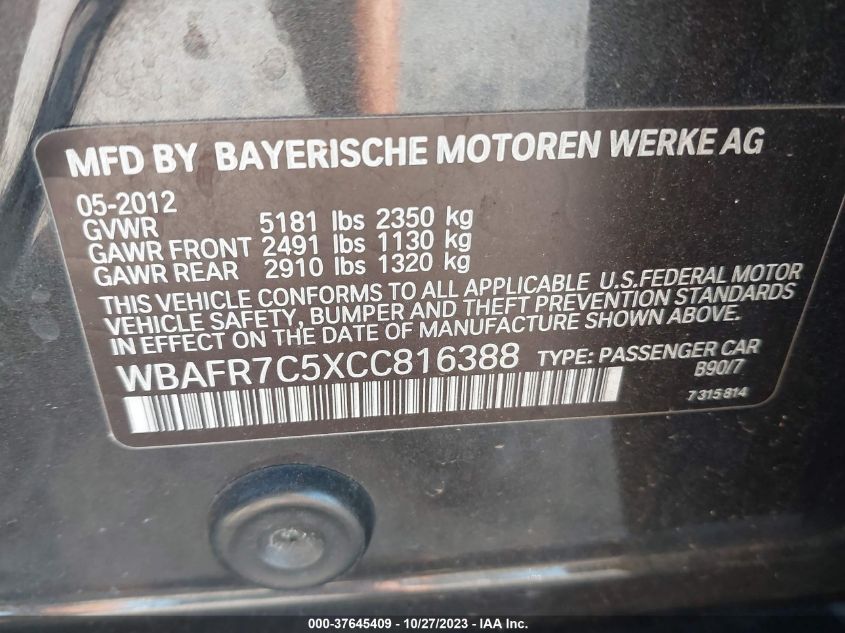 MFD BY BAYERISCHE MOTOREN WERKE AG
05-2012
GVWR 5181 lbs 2350 kg
GAWR FRONT 2491 lbs 1130 kg
GAWR REAR 2910 lbs 1320 kg
THIS VEHICLE CONFORMS TO ALL APPLICABLE U.S.FEDERAL MOTOR
VEHICLE SAFETY, BUMPER AND THEFT PREVENTION STANDARDS
IN EFFECT ON THE DATE OF MANUFACTURE SHOWN ABOVE.
WBAFR7C5XCC816388 TYPE: PASSENGER CAR
B90/7
7 315 814
000-37645409 - 10/27/2023 - IAA Inc.